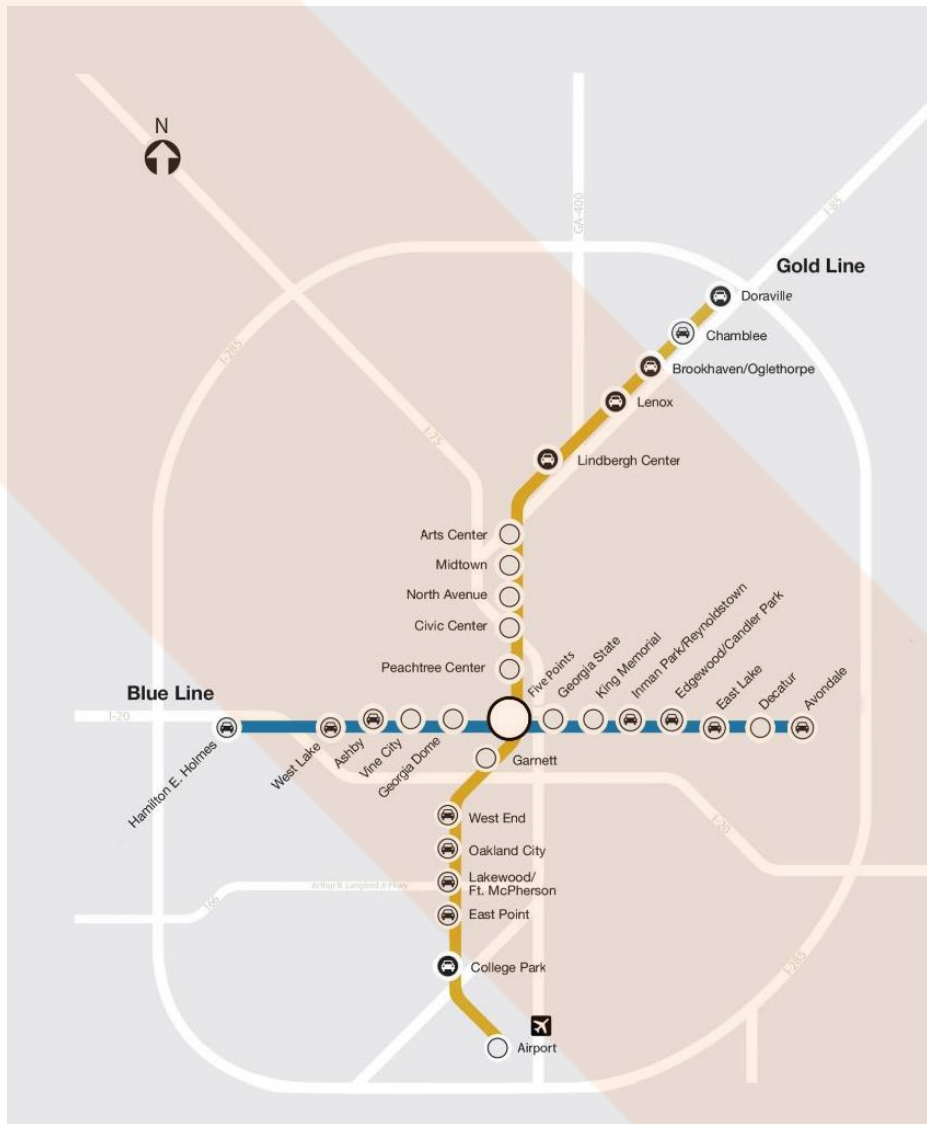 N
GA-400
I-85
Gold Line
Doraville
Chamblee
Brookhaven/Oglethorpe
Lenox
Lindbergh Center
I-285
I-75
Arts Center
Midtown
North Avenue
Civic Center
Peachtree Center
Blue Line
I-20
Hamilton E. Holmes
West Lake
Ashby
Vine City
Georgia Dome
Five Points
Georgia State
King Memorial
Inman Park/Reynoldstown
Edgewood/Candler Park
East Lake
Decatur
Avondale
Garnett
West End
Oakland City
Lakewood/
Ft. McPherson
East Point
College Park
Airport
I-20
I-285